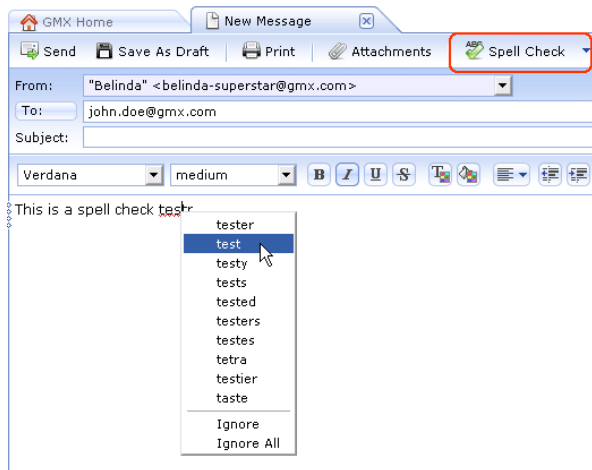 GMX Home New Message
Send Save As Draft Print Attachments ABC Spell Check
From: "Belinda" <belinda-superstar@gmx.com>
To: john.doe@gmx.com
Subject:
Verdana medium B I U S T
This is a spell check testr
tester
test
testy
tests
tested
testers
testes
tetra
testier
taste
Ignore
Ignore All